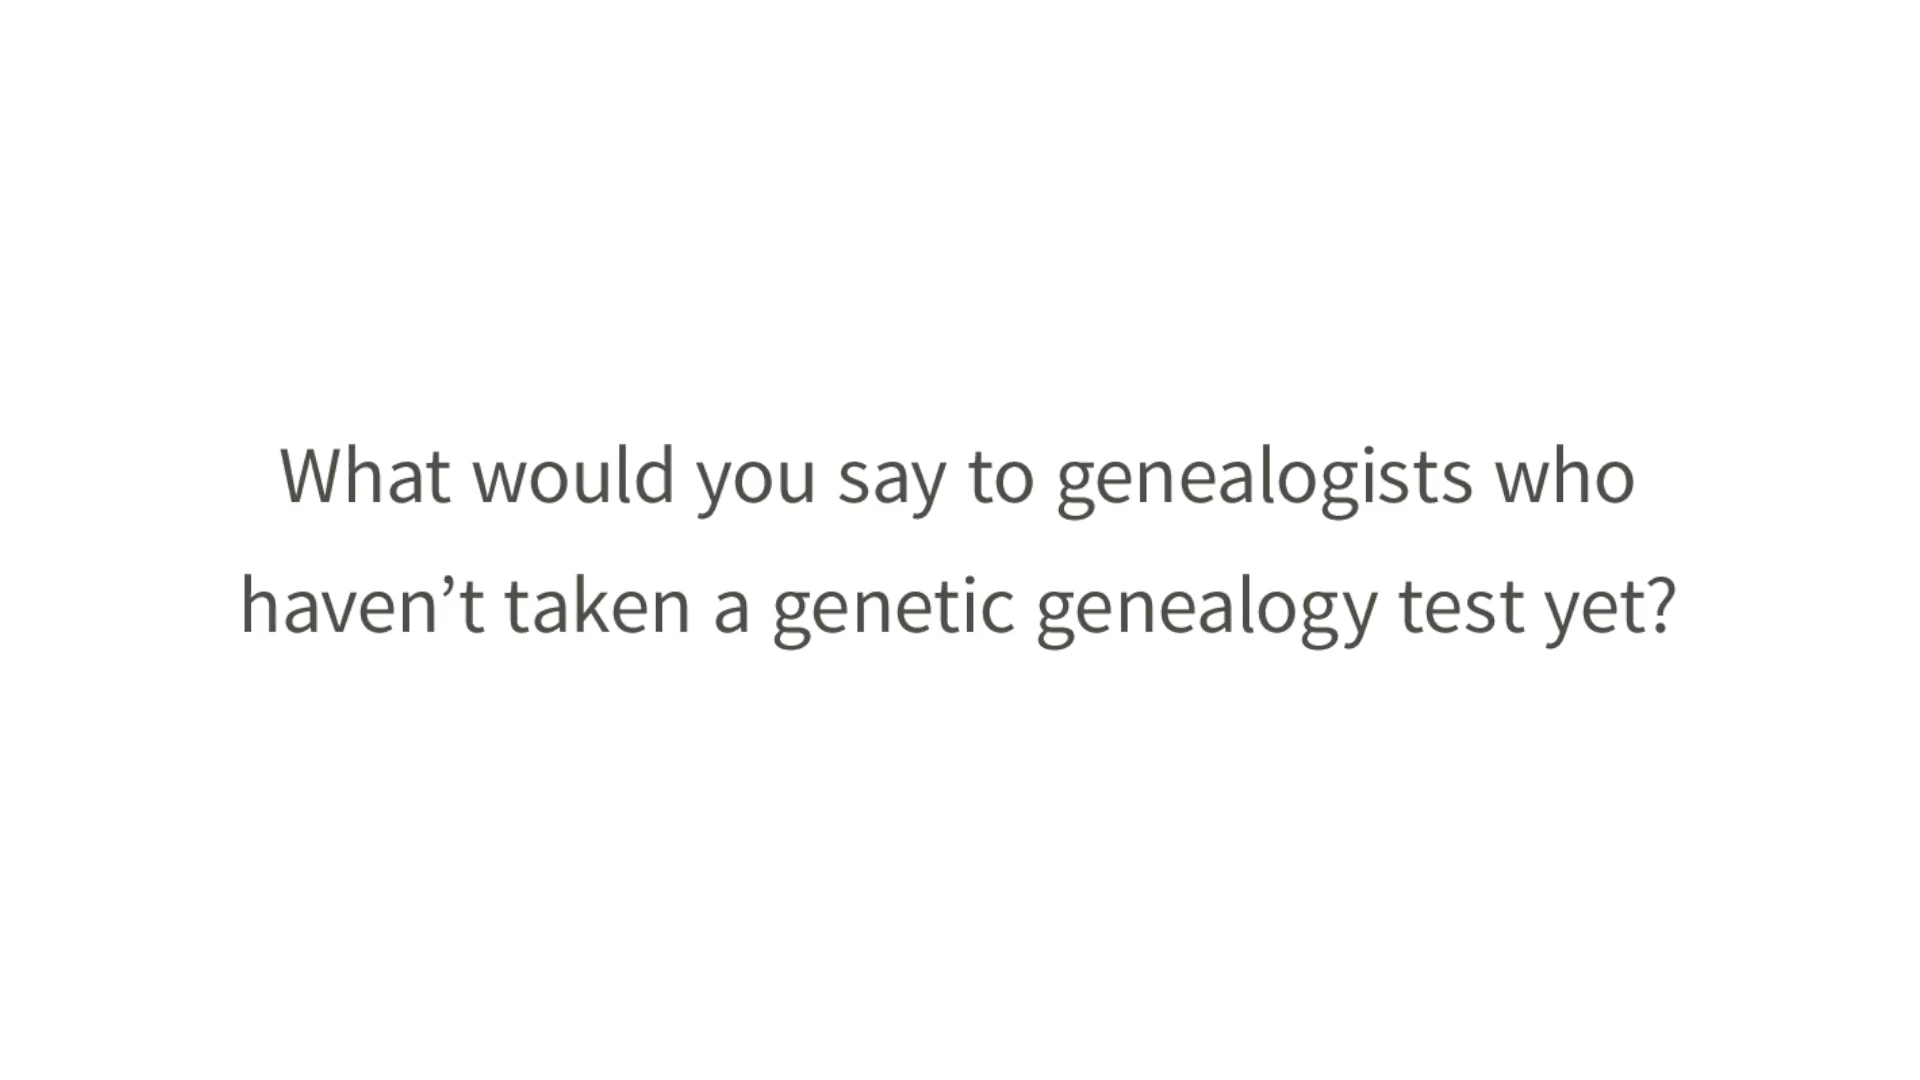 What would you say to genealogists who
haven’t taken a genetic genealogy test yet?